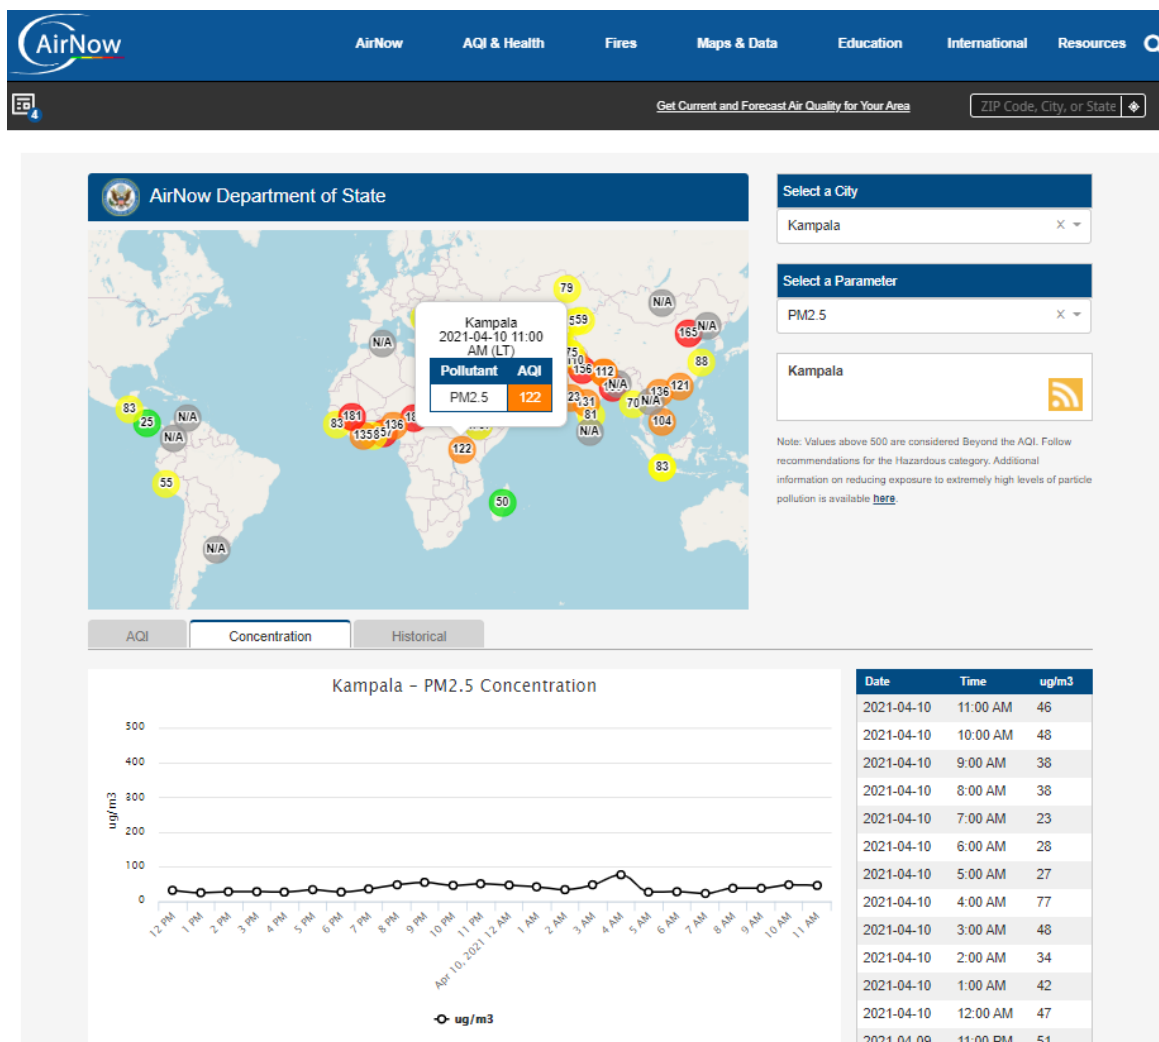 AirNow
AirNow AQI & Health Fires Maps & Data Education International Resources
4
Get Current and Forecast Air Quality for Your Area
ZIP Code, City, or State
AirNow Department of State
Select a City
Kampala X
Select a Parameter
PM2.5 X
Kampala
Note: Values above 500 are considered Beyond the AQI. Follow
recommendations for the Hazardous category. Additional
information on reducing exposure to extremely high levels of particle
pollution is available here.
79
N/A
Kampala
2021-04-10 11:00
AM (LT)
Pollutant AQI
PM2.5 122
559
165 N/A
N/A
88
156 112
N/A
136 121
70 N/A
83
25
N/A
N/A
83 181
136
135
131
81
N/A
104
122
83
55
50
N/A
AQI Concentration Historical
Kampala – PM2.5 Concentration
500
400
300
200
100
0
ug/m3
12 PM 1 PM 2 PM 3 PM 4 PM 5 PM 6 PM 7 PM 8 PM 9 PM 10 PM 11 PM Apr 10, 2021 12 AM 1 AM 2 AM 3 AM 4 AM 5 AM 6 AM 7 AM 8 AM 9 AM 10 AM 11 AM
ug/m3
Date Time ug/m3
2021-04-10 11:00 AM 46
2021-04-10 10:00 AM 48
2021-04-10 9:00 AM 38
2021-04-10 8:00 AM 38
2021-04-10 7:00 AM 23
2021-04-10 6:00 AM 28
2021-04-10 5:00 AM 27
2021-04-10 4:00 AM 77
2021-04-10 3:00 AM 48
2021-04-10 2:00 AM 34
2021-04-10 1:00 AM 42
2021-04-10 12:00 AM 47
2021-04-09 11:00 PM 51